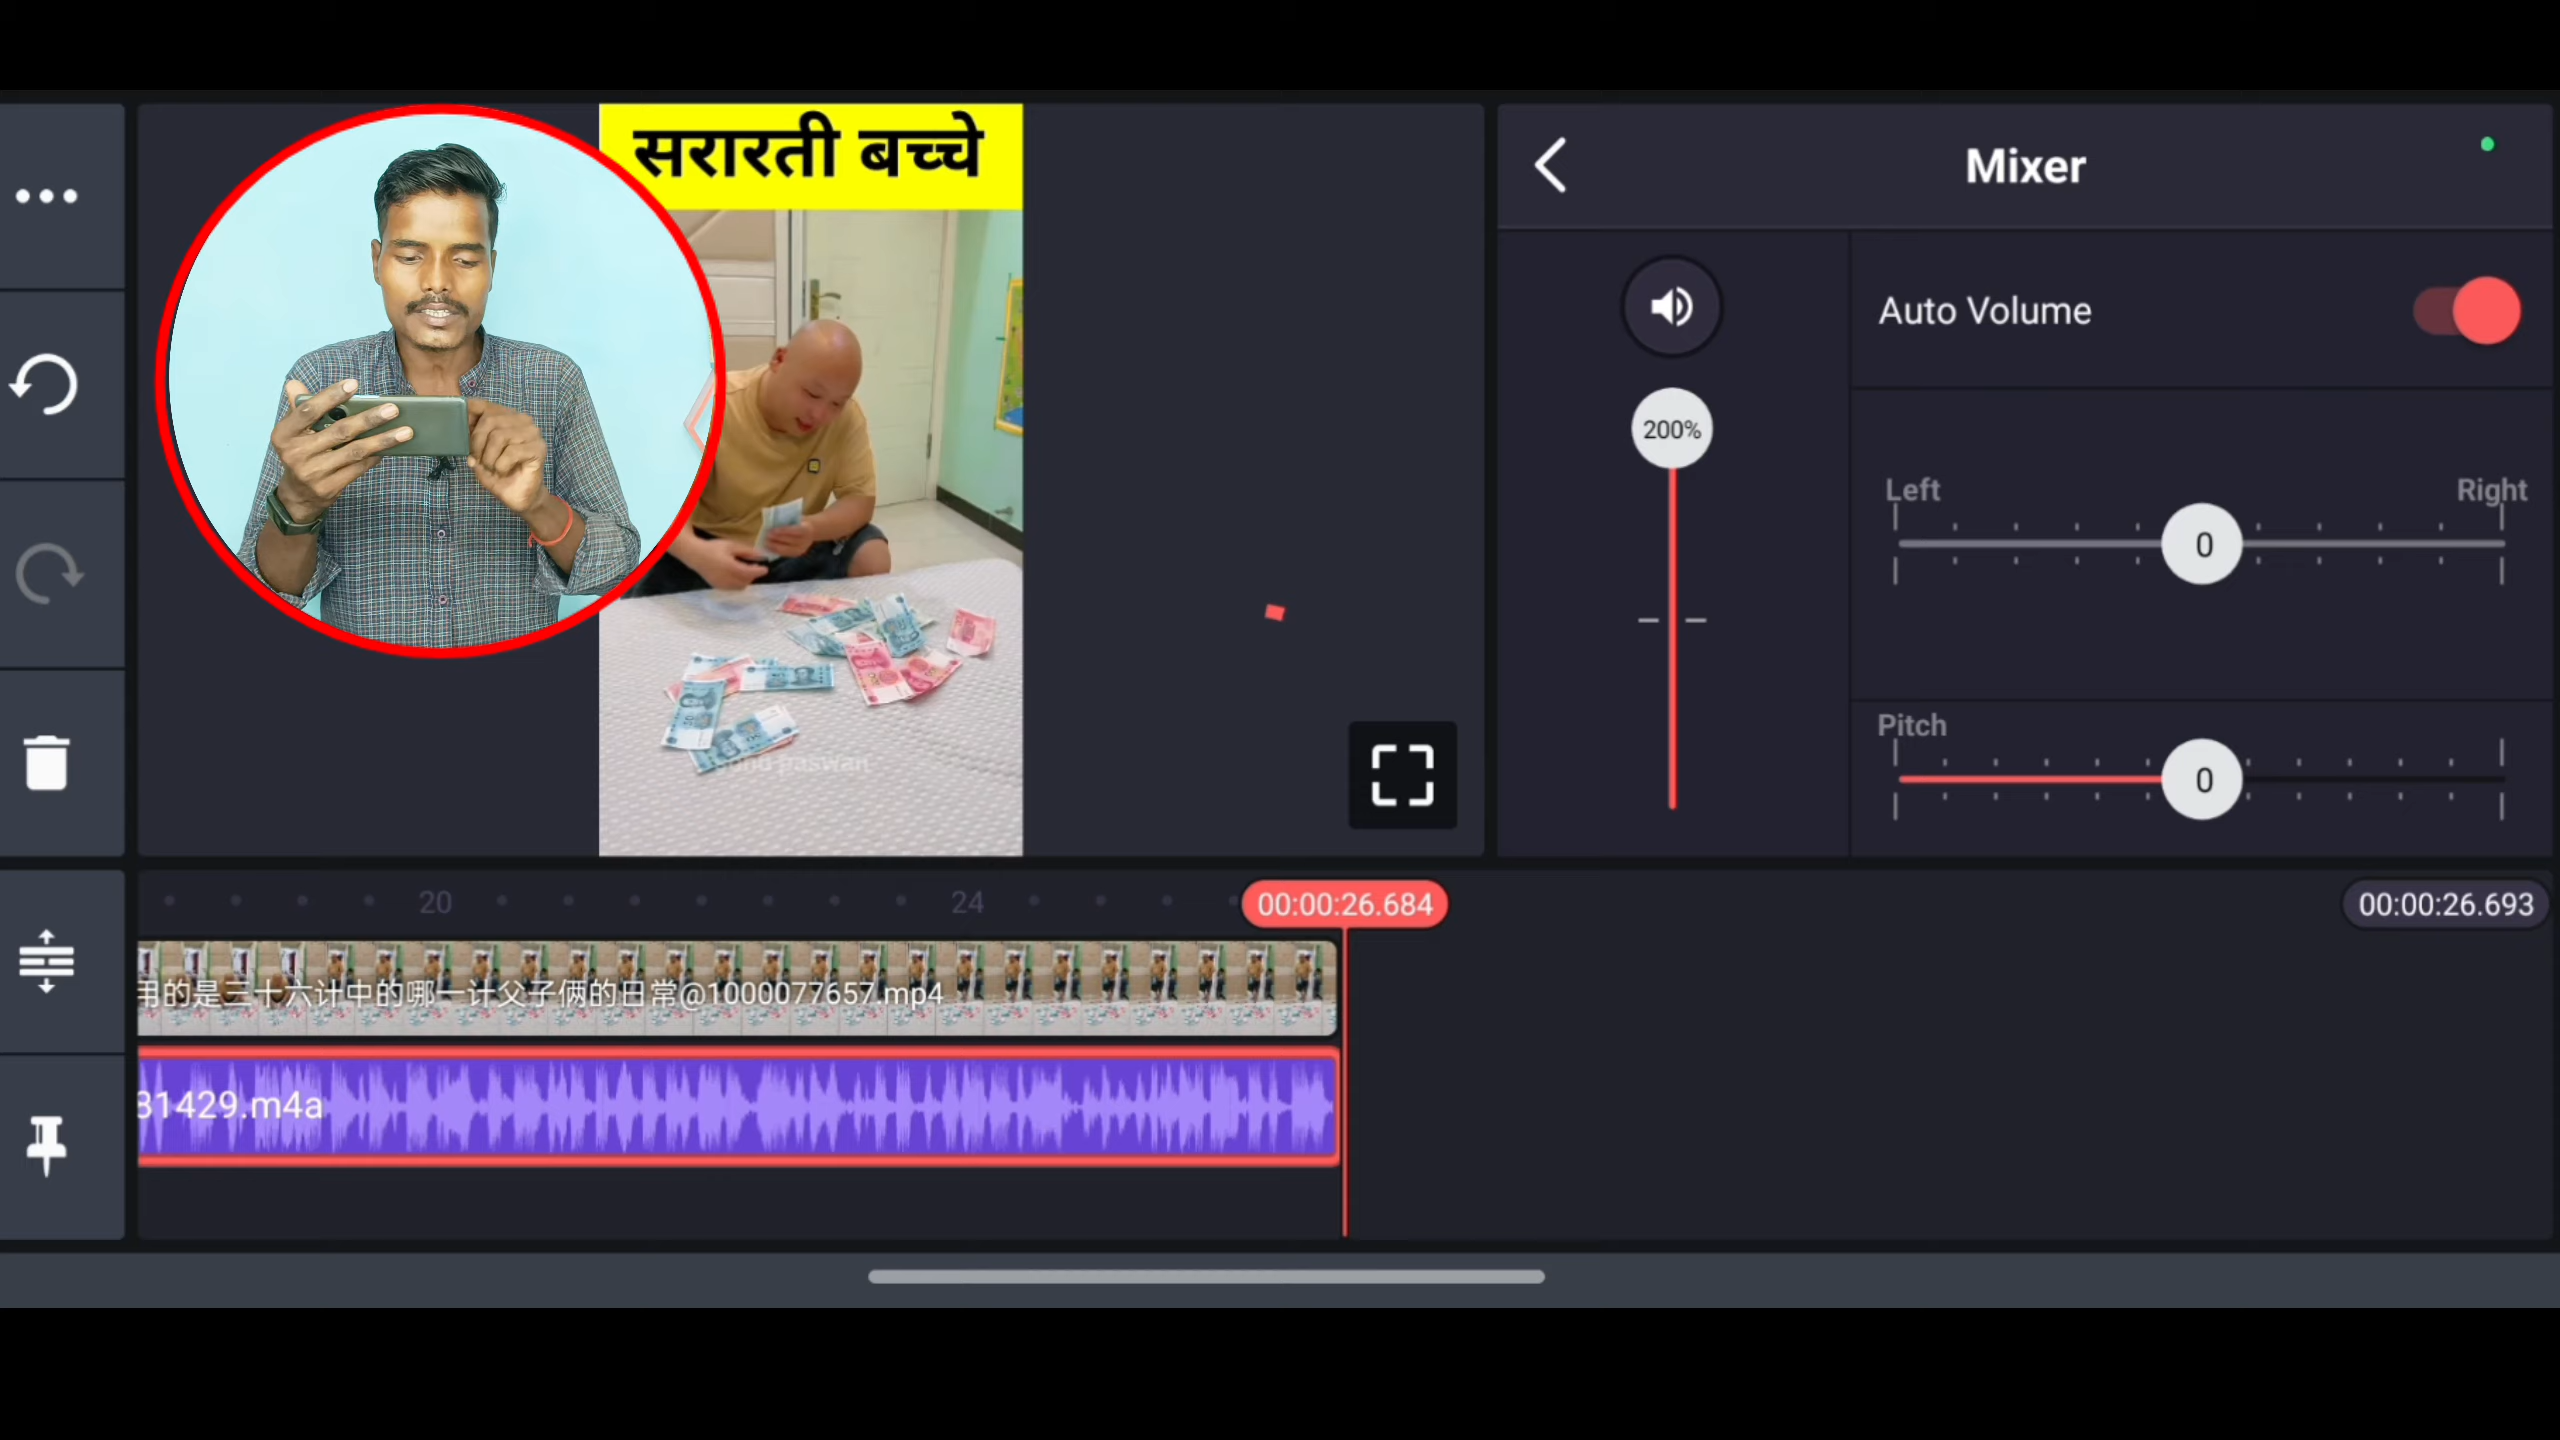 सरारती बच्चे
Mixer
Auto Volume
200%
Left
Right
0
Pitch
0
20
24
00:00:26.684
00:00:26.693
用的是三十六计中的哪一计父子俩的日常@1000077657.mp4
81429.m4a